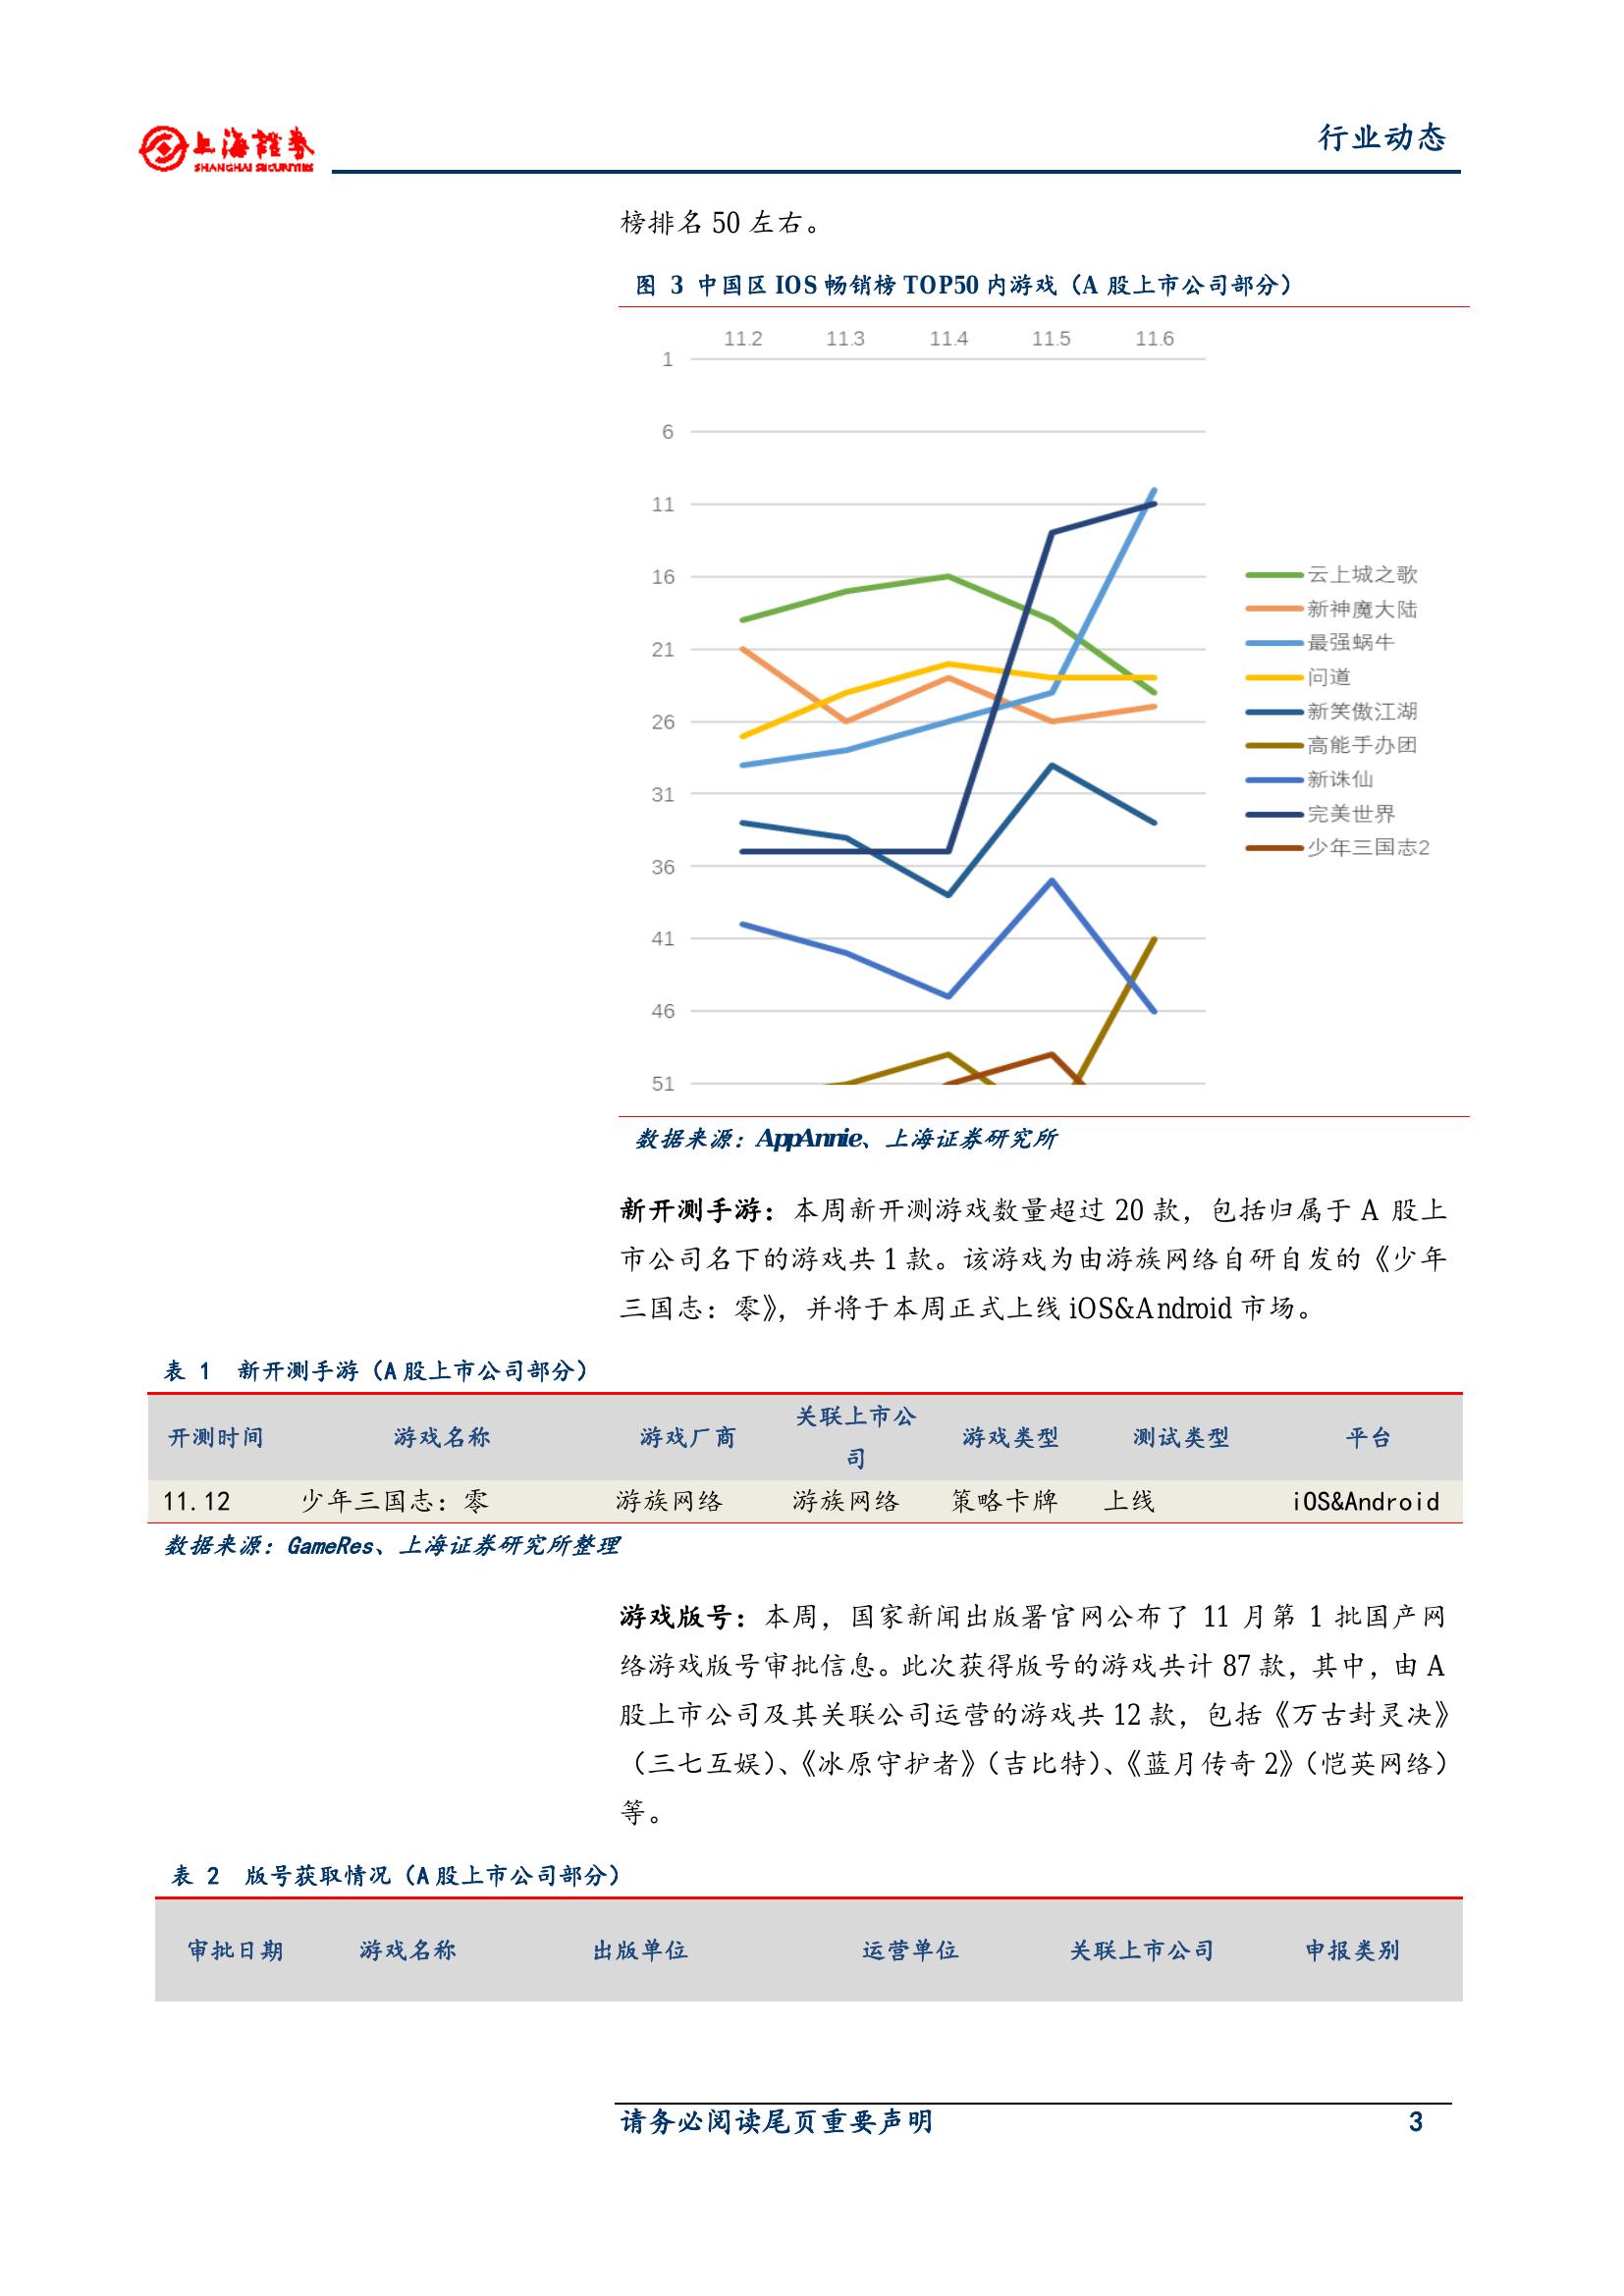 上海證券
SHANGHAI SECURITIES
行业动态
榜排名 50 左右。
图 3 中国区 IOS 畅销榜 TOP50 内游戏（A 股上市公司部分）
11.2 11.3 11.4 11.5 11.6
1
6
11
16
21
26
31
36
41
46
51
云上城之歌
新神魔大陆
最强蜗牛
问道
新笑傲江湖
高能手办团
新诛仙
完美世界
少年三国志2
数据来源：AppAnnie、上海证券研究所
新开测手游：本周新开测游戏数量超过 20 款，包括归属于 A 股上
市公司名下的游戏共 1 款。该游戏为由游族网络自研自发的《少年
三国志：零》，并将于本周正式上线 iOS&Android 市场。
表 1 新开测手游（A 股上市公司部分）
开测时间 游戏名称 游戏厂商 关联上市公司 游戏类型 测试类型 平台
11.12 少年三国志：零 游族网络 游族网络 策略卡牌 上线 iOS&Android
数据来源：GameRes、上海证券研究所整理
游戏版号：本周，国家新闻出版署官网公布了 11 月第 1 批国产网
络游戏版号审批信息。此次获得版号的游戏共计 87 款，其中，由 A
股上市公司及其关联公司运营的游戏共 12 款，包括《万古封灵决》
（三七互娱）、《冰原守护者》（吉比特）、《蓝月传奇 2》（恺英网络）
等。
表 2 版号获取情况（A 股上市公司部分）
审批日期 游戏名称 出版单位 运营单位 关联上市公司 申报类别
请务必阅读尾页重要声明 3